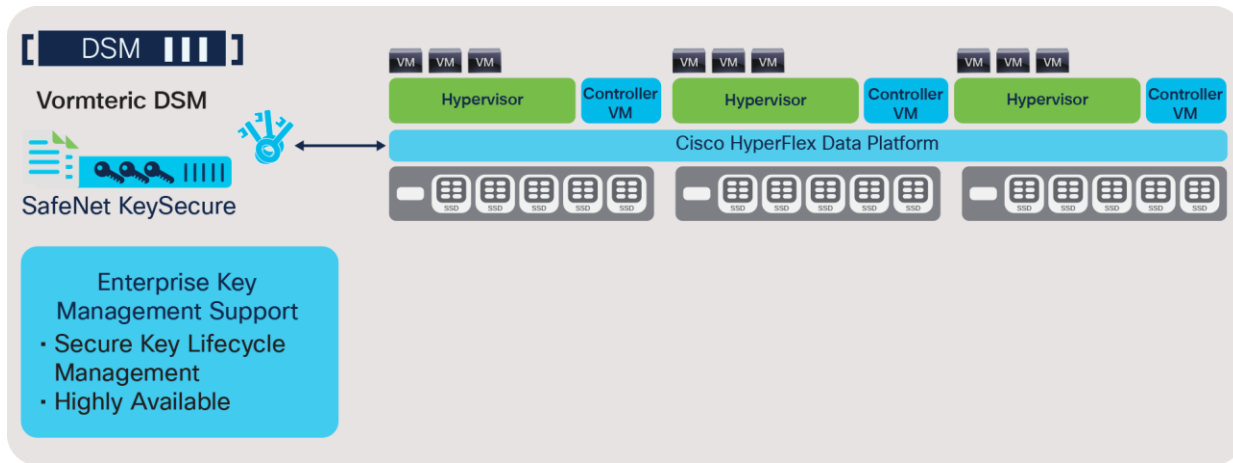 DSM
Vormteric DSM
SafeNet KeySecure
Enterprise Key
Management Support
· Secure Key Lifecycle
Management
· Highly Available
VM VM VM
Hypervisor
Controller
VM
VM VM VM
Hypervisor
Controller
VM
VM VM VM
Hypervisor
Controller
VM
Cisco HyperFlex Data Platform
SSD SSD SSD SSD SSD
SSD SSD SSD SSD SSD
SSD SSD SSD SSD SSD